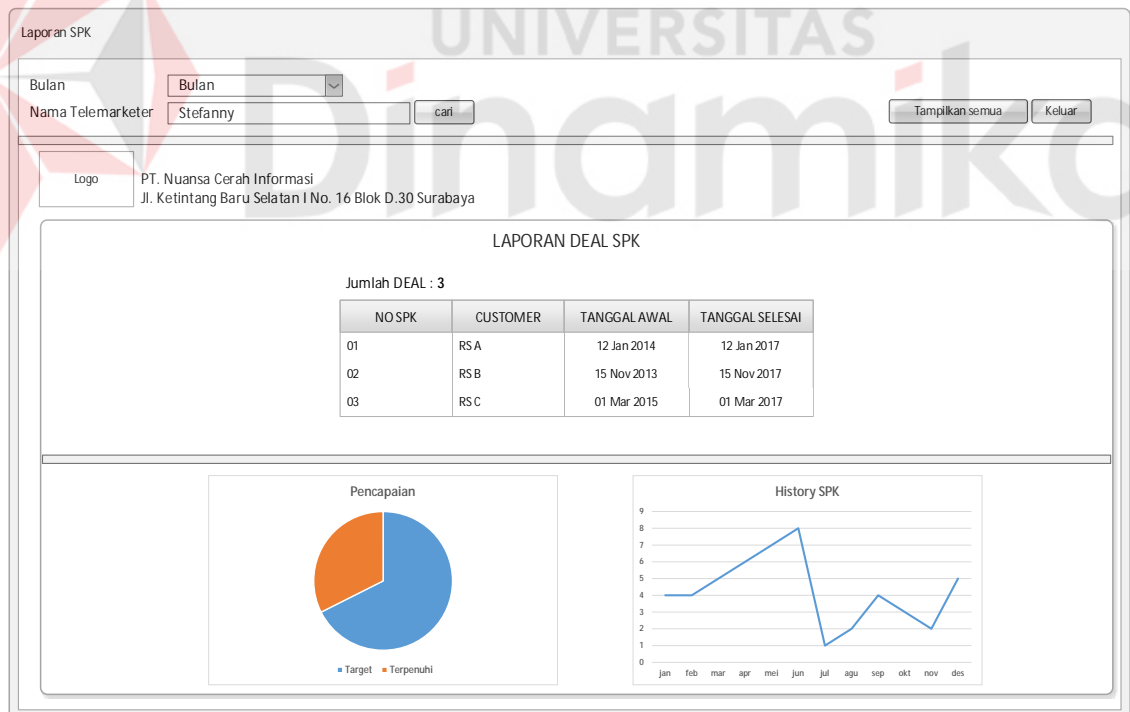 UNIVERSITAS
Dinamika
Laporan SPK
Bulan Bulan
Nama Telemarketer Stefanny cari Tampilkan semua Keluar
Logo
PT. Nuansa Cerah Informasi
Jl. Ketintang Baru Selatan I No. 16 Blok D.30 Surabaya
LAPORAN DEAL SPK
Jumlah DEAL : 3
NO SPK CUSTOMER TANGGAL AWAL TANGGAL SELESAI
01 RS A 12 Jan 2014 12 Jan 2017
02 RS B 15 Nov 2013 15 Nov 2017
03 RS C 01 Mar 2015 01 Mar 2017
Pencapaian
Target Terpenuhi
History SPK
9
8
7
6
5
4
3
2
1
0
jan feb mar apr mei jun jul agu sep okt nov des